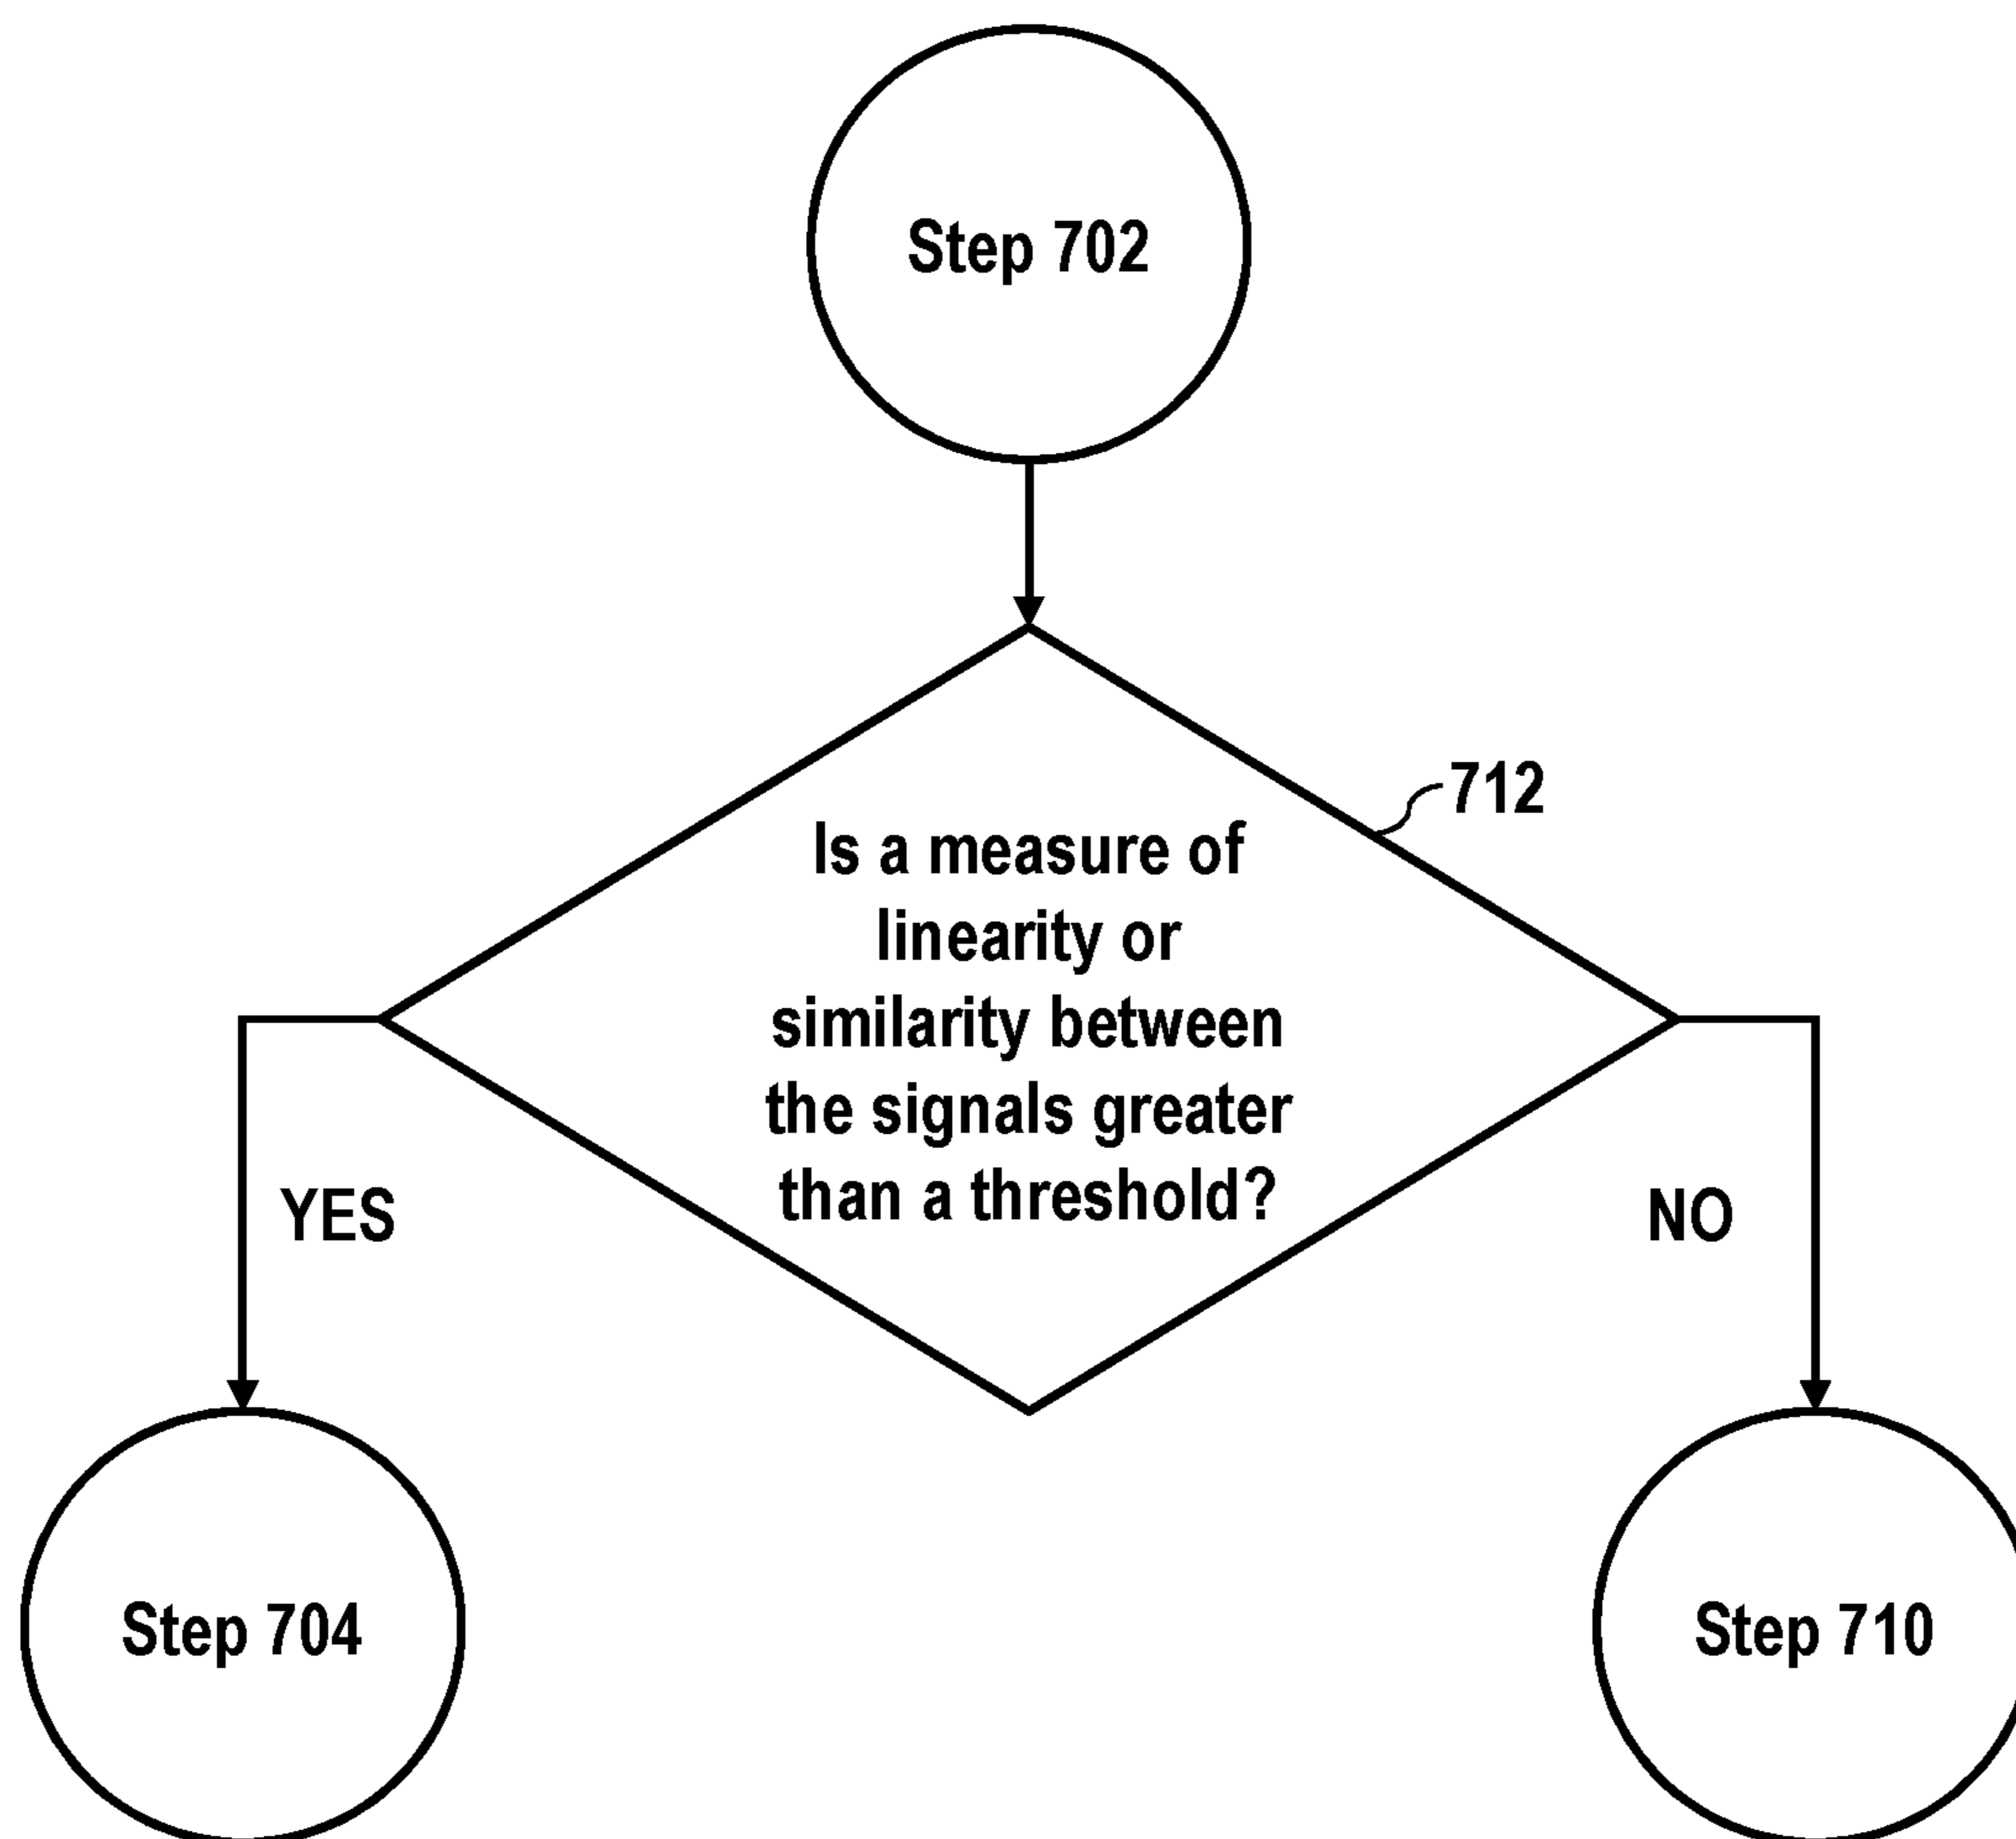 Step 702
712
Is a measure of
linearity or
similarity between
the signals greater
than a threshold?
YES
NO
Step 704
Step 710